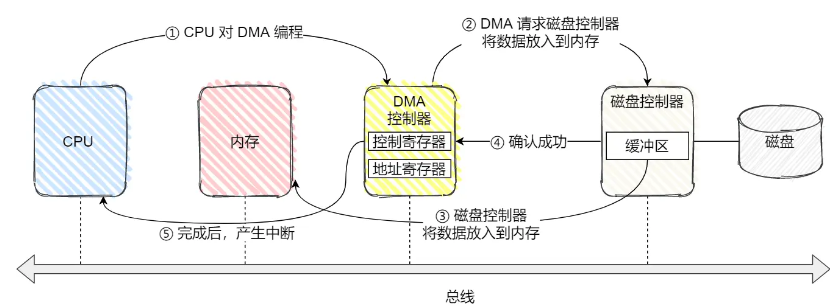 ① CPU 对 DMA 编程
② DMA 请求磁盘控制器
将数据放入到内存
CPU
内存
DMA
控制器
控制寄存器
地址寄存器
④ 确认成功
磁盘控制器
缓冲区
磁盘
③ 磁盘控制器
将数据放入到内存
⑤ 完成后，产生中断
总线